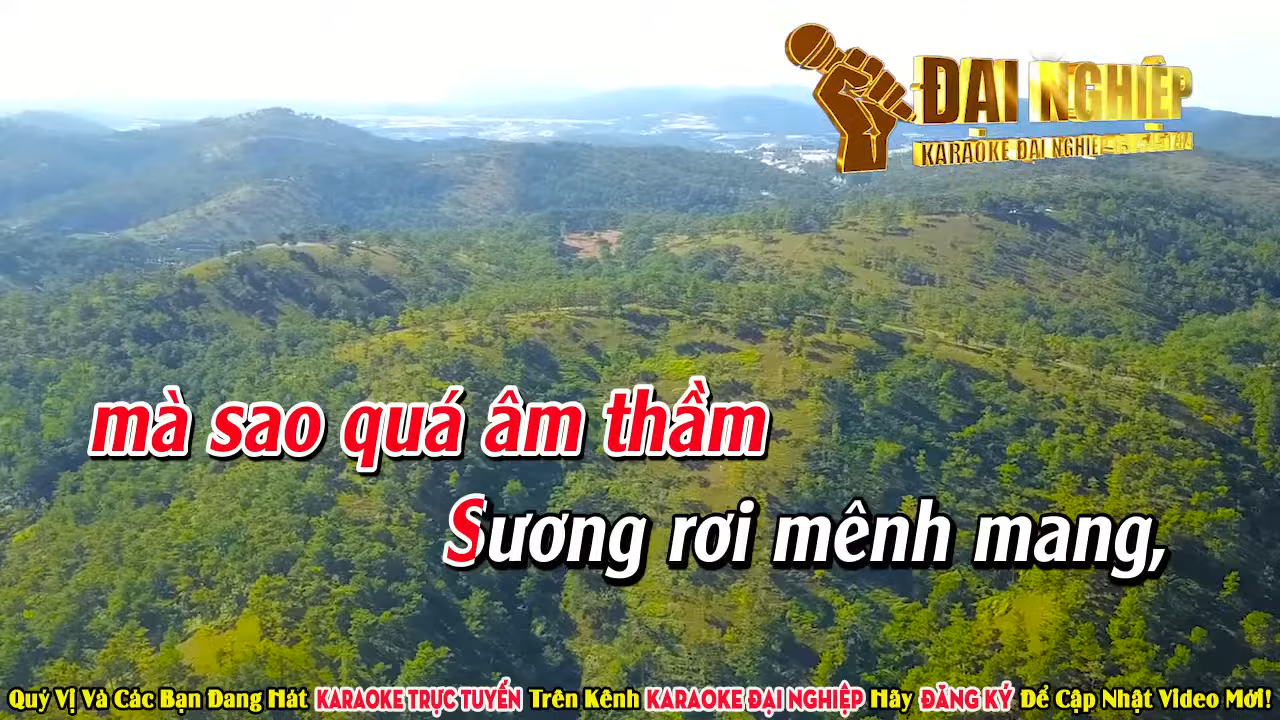 ĐẠI NGHIỆP
KARAOKE ĐẠI NGHIỆ
mà sao quá âm thầm
Sương rơi mênh mang,
Quý Vị Và Các Bạn Đang Hát KARAOKE TRỰC TUYẾN Trên Kênh KARAOKE ĐẠI NGHIỆP Hãy ĐĂNG KÝ Để Cập Nhật Video Mới!